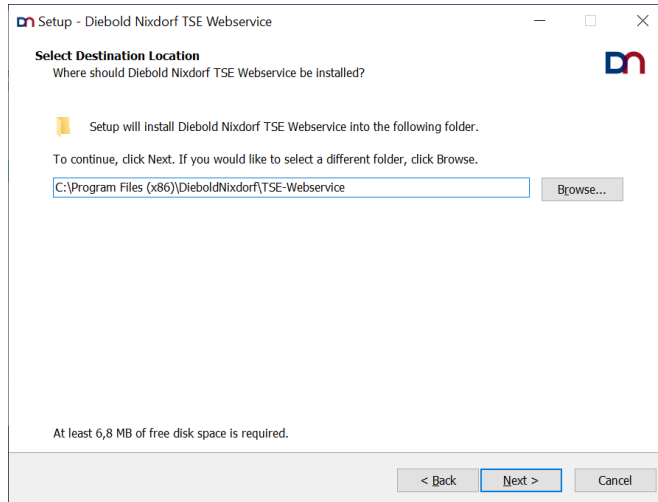 Setup - Diebold Nixdorf TSE Webservice
Select Destination Location
Where should Diebold Nixdorf TSE Webservice be installed?
DN
Setup will install Diebold Nixdorf TSE Webservice into the following folder.
To continue, click Next. If you would like to select a different folder, click Browse.
C:\Program Files (x86)\DieboldNixdorf\TSE-Webservice
Browse...
At least 6,8 MB of free disk space is required.
< Back
Next >
Cancel